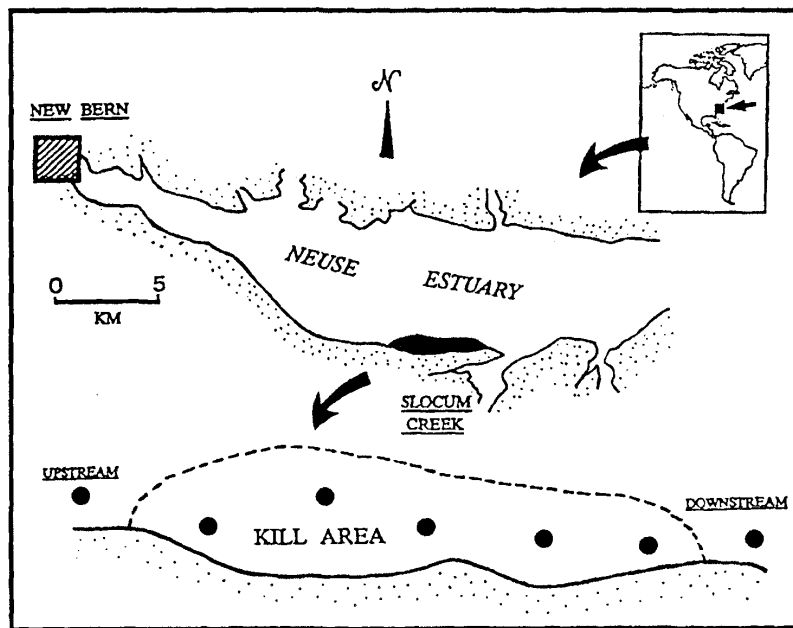 NEW BERN
N
NEUSE ESTUARY
0 5
KM
SLOCUM
CREEK
UPSTREAM
DOWNSTREAM
KILL AREA